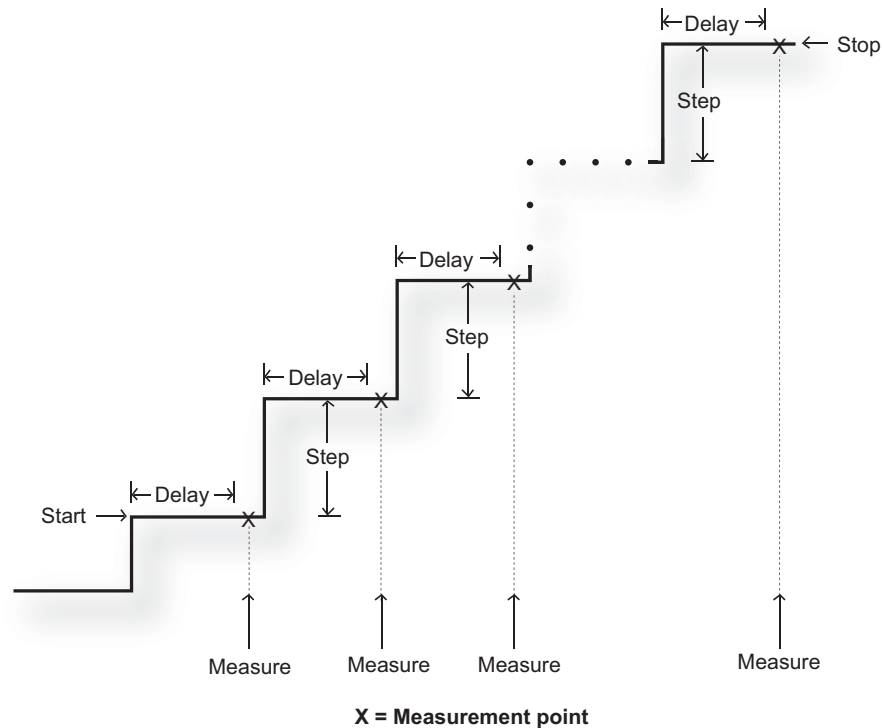 Delay
Stop
Step
Delay
Step
Delay
Step
Delay
Start
Measure
Measure
Measure
Measure
X
X
X
X
X = Measurement point